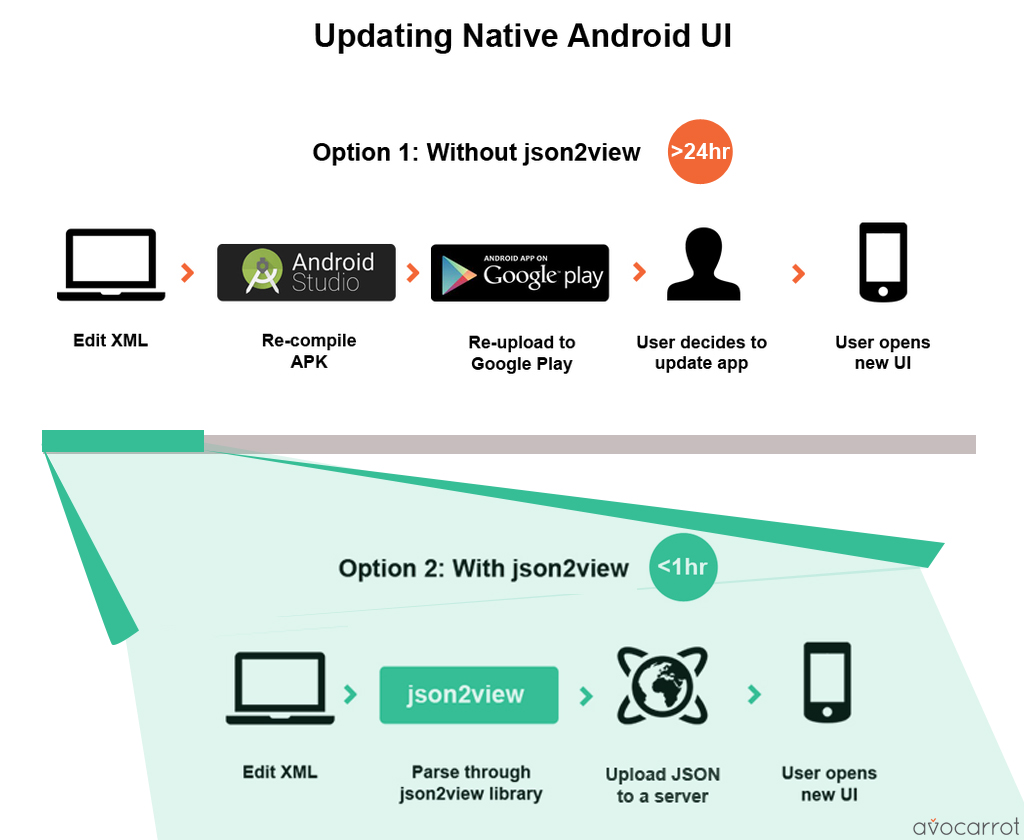 Updating Native Android UI
Option 1: Without json2view
>24hr
Android
Studio
ANDROID APP ON
Google play
Edit XML
Re-compile
APK
Re-upload to
Google Play
User decides to
update app
User opens
new UI
Option 2: With json2view
<1hr
json2view
Edit XML
Parse through
json2view library
Upload JSON
to a server
User opens
new UI
avocarrot